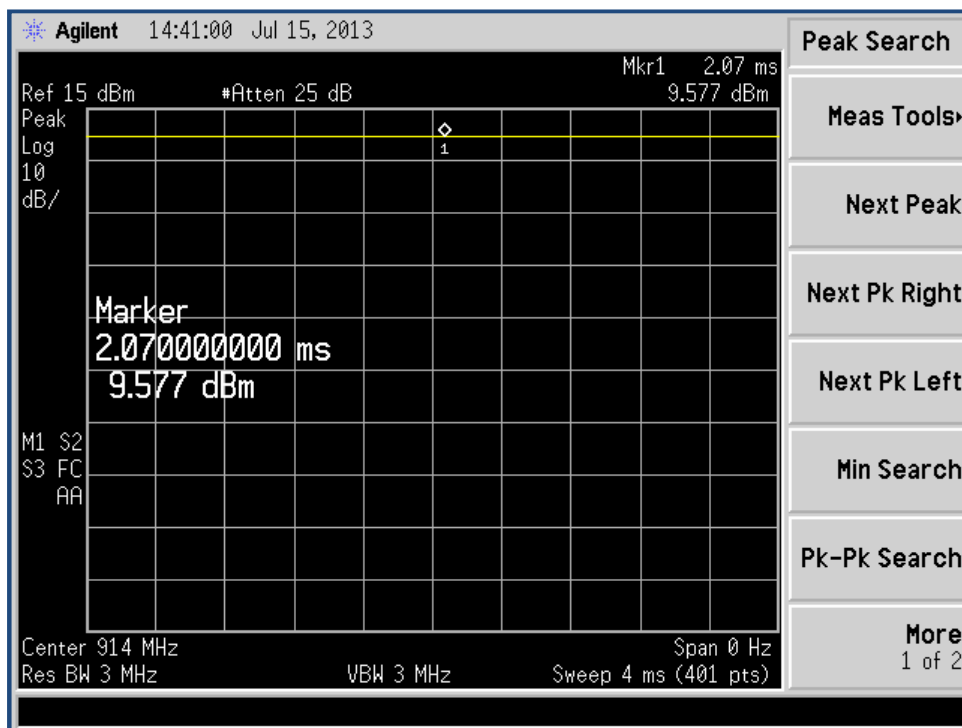 Agilent 14:41:00 Jul 15, 2013
Mkr1 2.07 ms
Ref 15 dBm #Atten 25 dB 9.577 dBm
Peak
Log
10
dB/
1
Marker
2.070000000 ms
9.577 dBm
M1 S2
S3 FC
AA
Center 914 MHz Span 0 Hz
Res BW 3 MHz VBW 3 MHz Sweep 4 ms (401 pts)
Peak Search
Meas Tools
Next Peak
Next Pk Right
Next Pk Left
Min Search
Pk-Pk Search
More
1 of 2